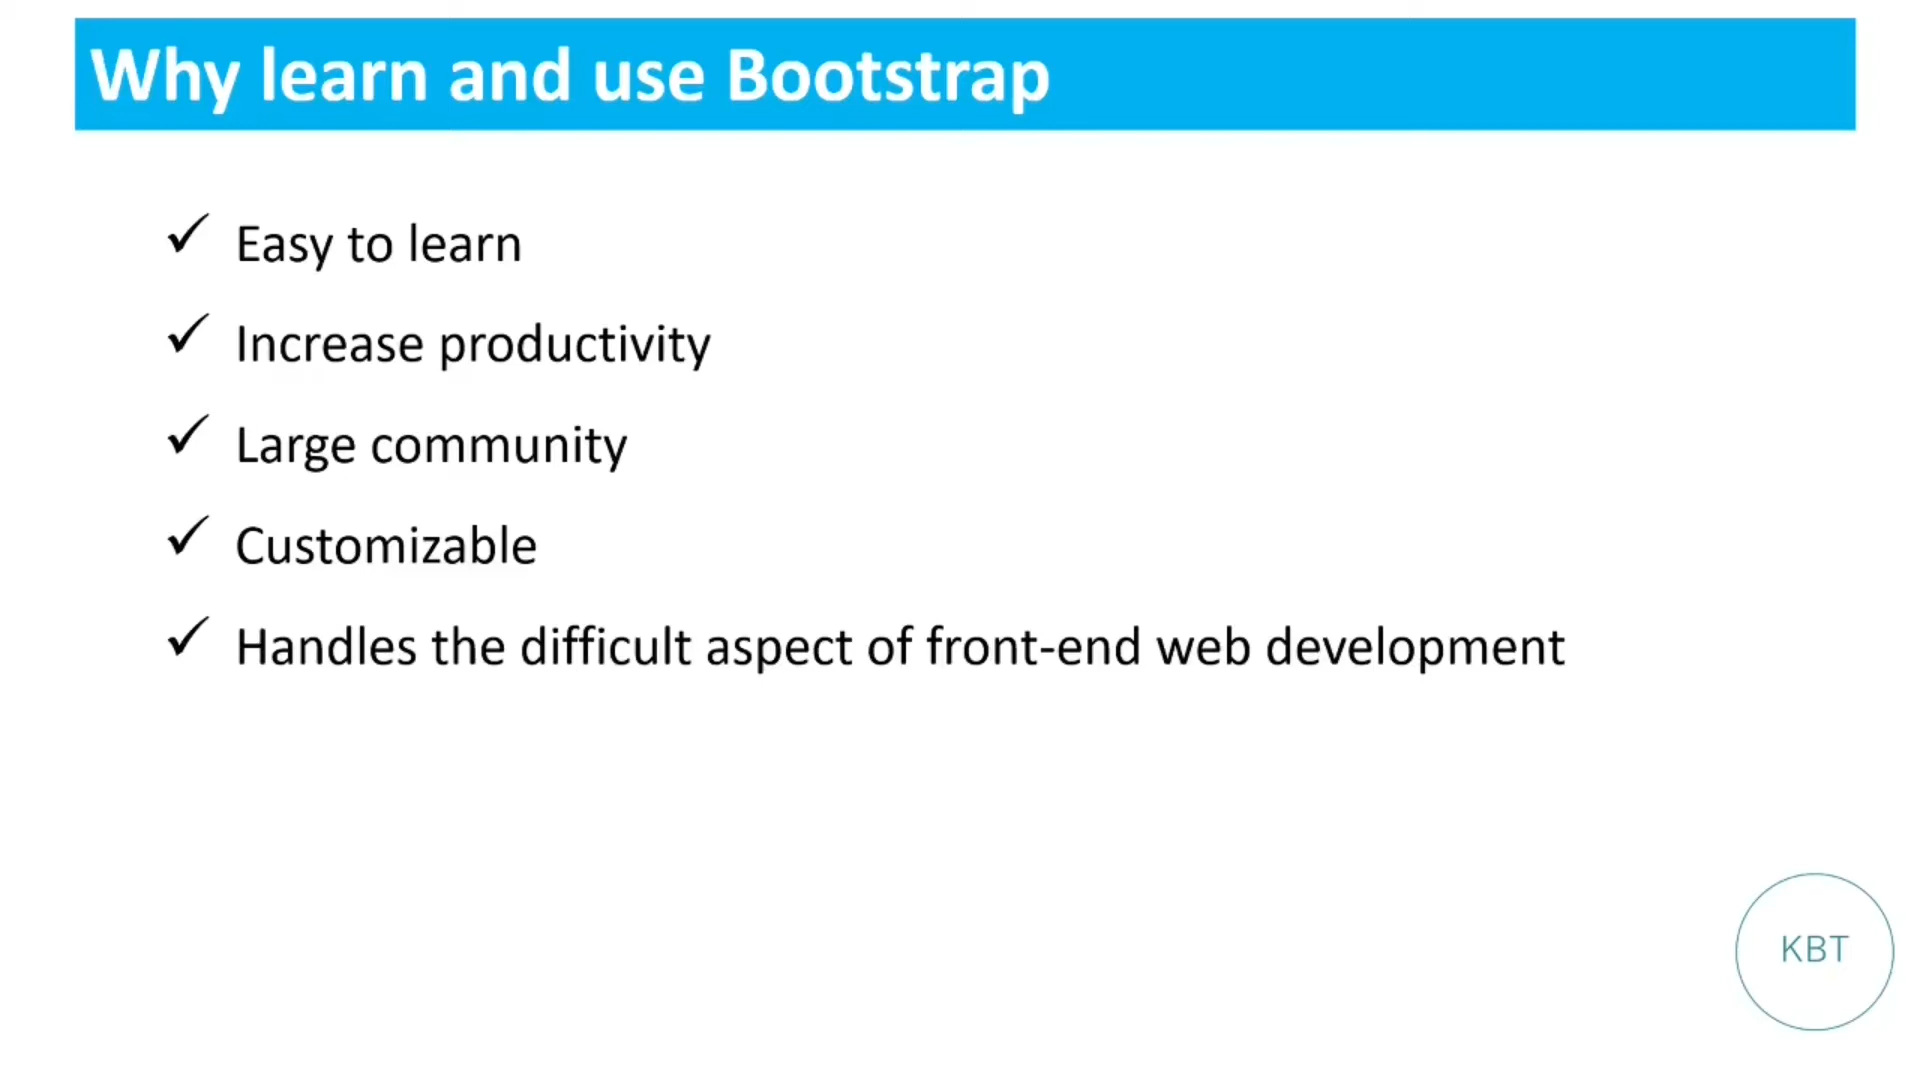 Why learn and use Bootstrap
✓ Easy to learn
✓ Increase productivity
✓ Large community
✓ Customizable
✓ Handles the difficult aspect of front-end web development
KBT